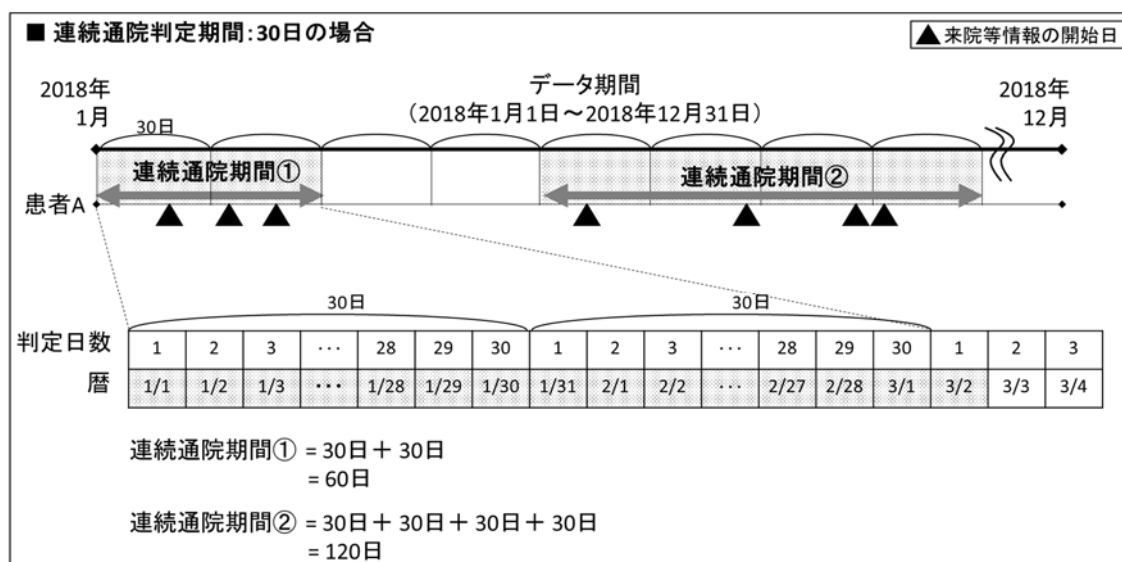 ■ 連続通院判定期間:30日の場合
▲来院等情報の開始日
2018年
1月
データ期間
(2018年1月1日～2018年12月31日)
2018年
12月
30日
連続通院期間①
連続通院期間②
患者A
30日
30日
判定日数 1 2 3 ··· 28 29 30 1 2 3 ··· 28 29 30 1 2 3
暦 1/1 1/2 1/3 ··· 1/28 1/29 1/30 1/31 2/1 2/2 ··· 2/27 2/28 3/1 3/2 3/3 3/4
連続通院期間① = 30日＋ 30日
= 60日
連続通院期間② = 30日＋ 30日＋ 30日＋ 30日
= 120日